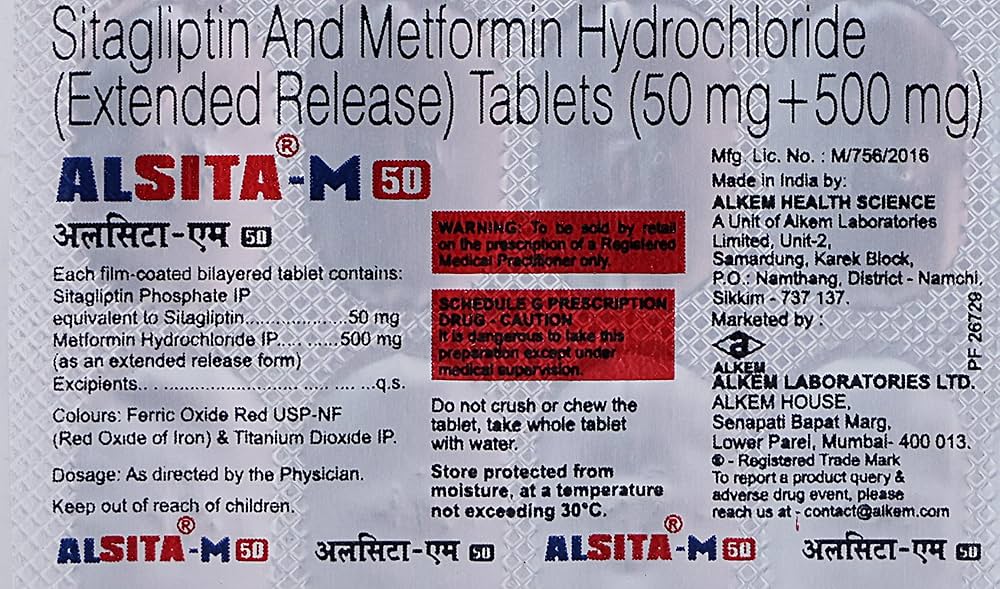 Sitagliptin And Metformin Hydrochloride
(Extended Release) Tablets (50 mg+500 mg)
ALSITA®-M 50
अलसिटा-एम 50
Each film-coated bilayered tablet contains:
Sitagliptin Phosphate IP
equivalent to Sitagliptin..................50 mg
Metformin Hydrochloride IP..... ......500 mg
(as an extended release form)
Excipients.. ........................... ..... .... ...q.s.
Colours: Ferric Oxide Red USP-NF
(Red Oxide of Iron) & Titanium Dioxide IP.
Dosage: As directed by the Physician.
Keep out of reach of children.
WARNING: To be sold by retail
on the prescription of a Registered
Medical Practitioner only.
SCHEDULE G PRESCRIPTION
DRUG - CAUTION
It is dangerous to take this
preparation except under
medical supervision.
Do not crush or chew the
tablet, take whole tablet
with water.
Store protected from
moisture, at a temperature
not exceeding 30°C.
Mfg. Lic. No. : M/756/2016
Made in India by:
ALKEM HEALTH SCIENCE
A Unit of Alkem Laboratories
Limited, Unit-2,
Samardung, Karek Block,
P.O.: Namthang, District - Namchi,
Sikkim - 737 137.
Marketed by :
a
ALKEM
ALKEM LABORATORIES LTD.
ALKEM HOUSE,
Senapati Bapat Marg,
Lower Parel, Mumbai- 400 013.
® - Registered Trade Mark
To report a product query &
adverse drug event, please
reach us at - contact@alkem.com
PF 26729
ALSITA®-M 50 अलसिटा-एम 50 ALSITA®-M 50 अलसिटा-एम 50